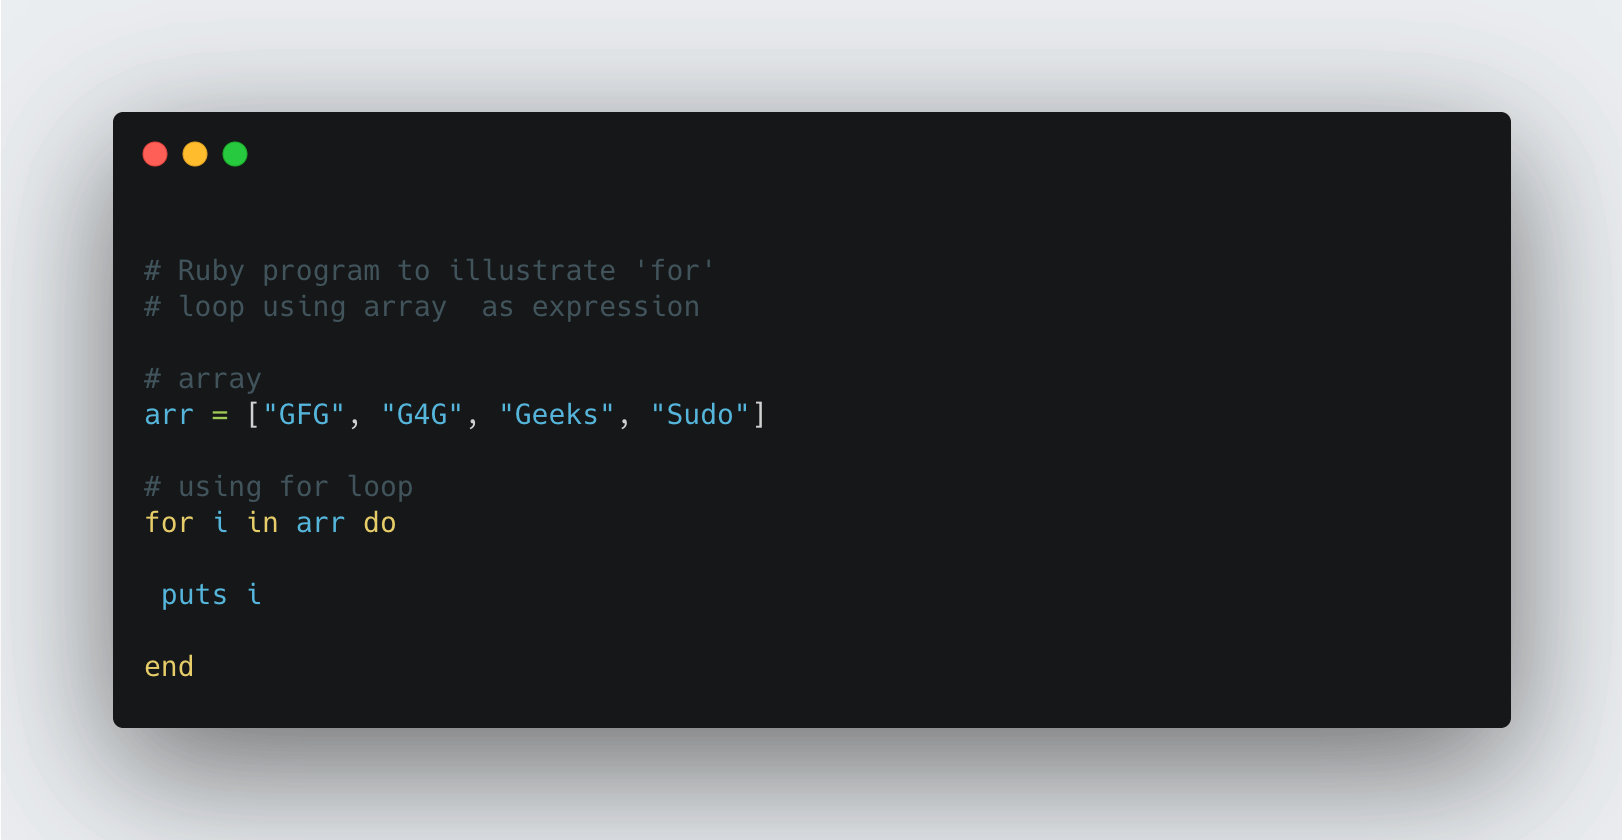 # Ruby program to illustrate 'for'
# loop using array  as expression
# array
arr = ["GFG", "G4G", "Geeks", "Sudo"]
# using for loop
for i in arr do
 puts i
end